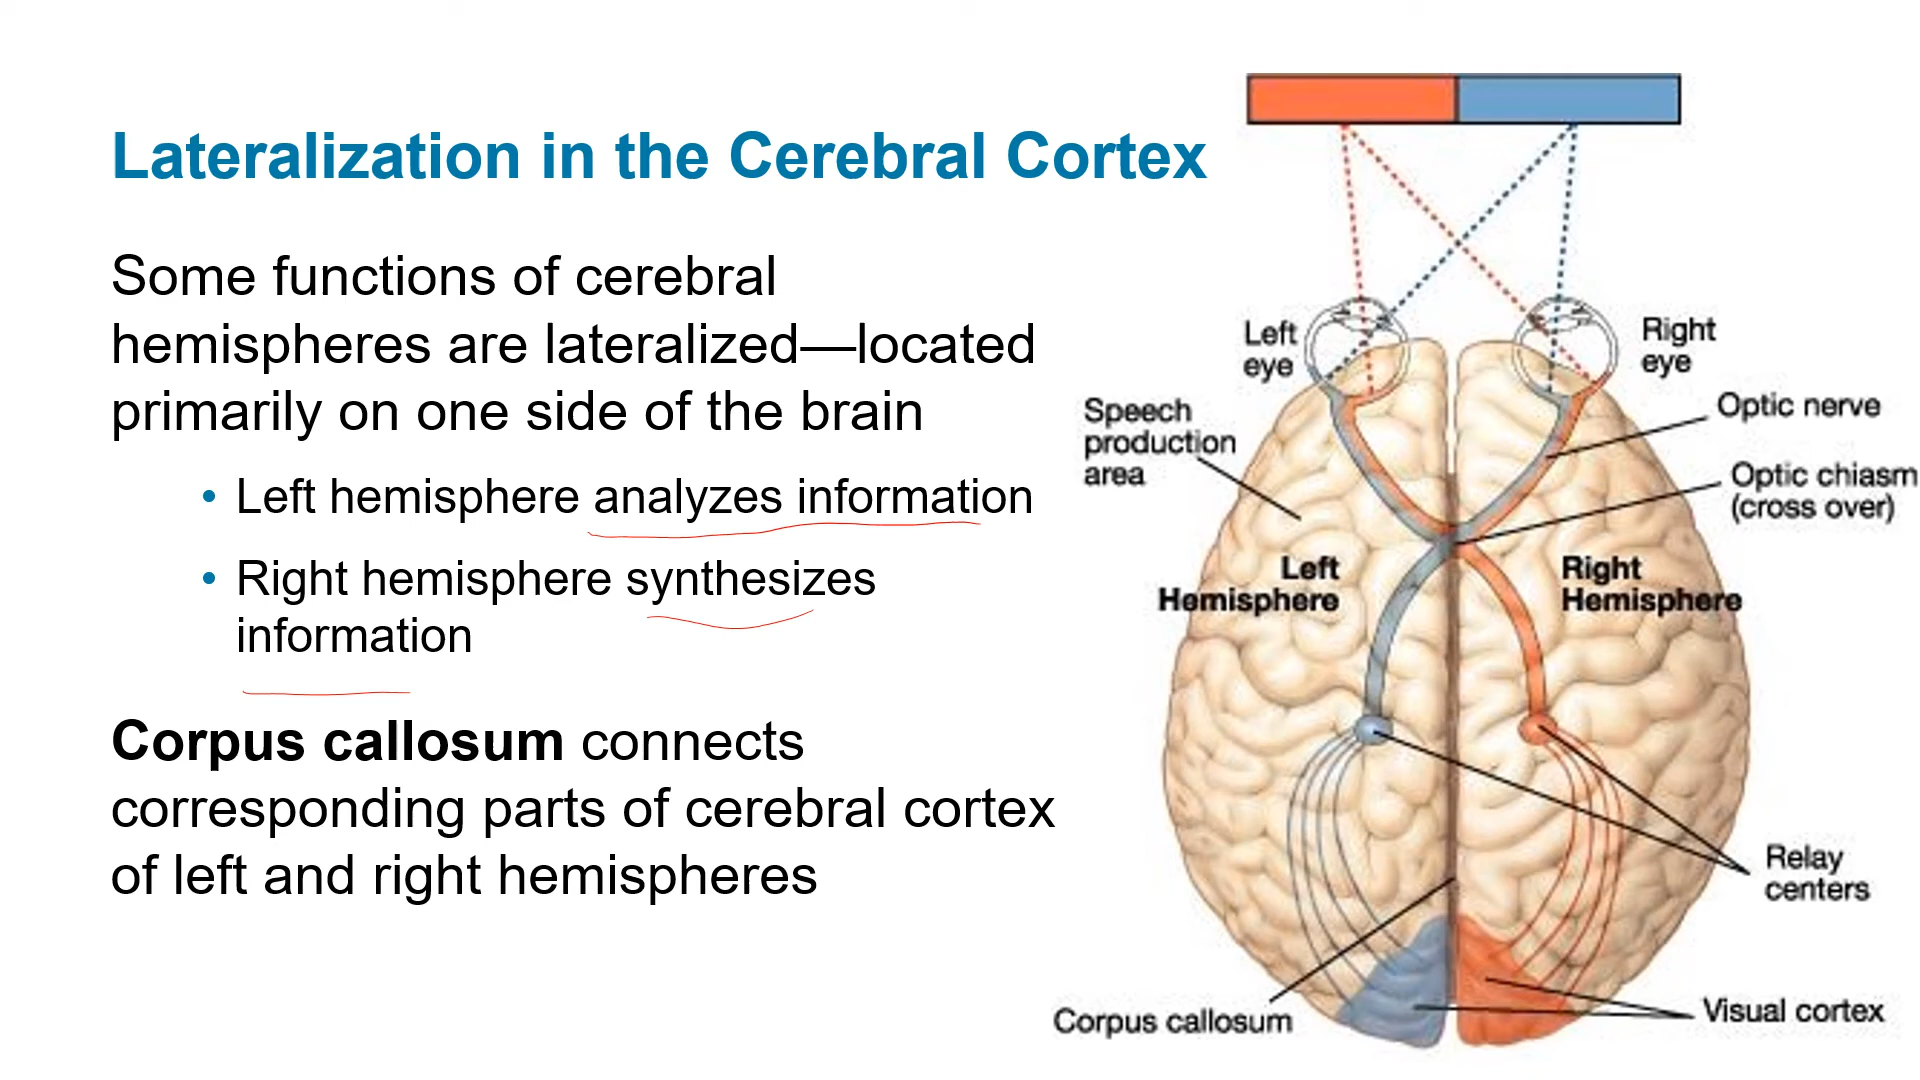 Lateralization in the Cerebral Cortex
Some functions of cerebral
hemispheres are lateralized—located
primarily on one side of the brain
• Left hemisphere analyzes information
• Right hemisphere synthesizes
information
Corpus callosum connects
corresponding parts of cerebral cortex
of left and right hemispheres
Left
eye
Right
eye
Speech
production
area
Optic nerve
Optic chiasm
(cross over)
Left
Hemisphere
Right
Hemisphere
Relay
centers
Corpus callosum
Visual cortex